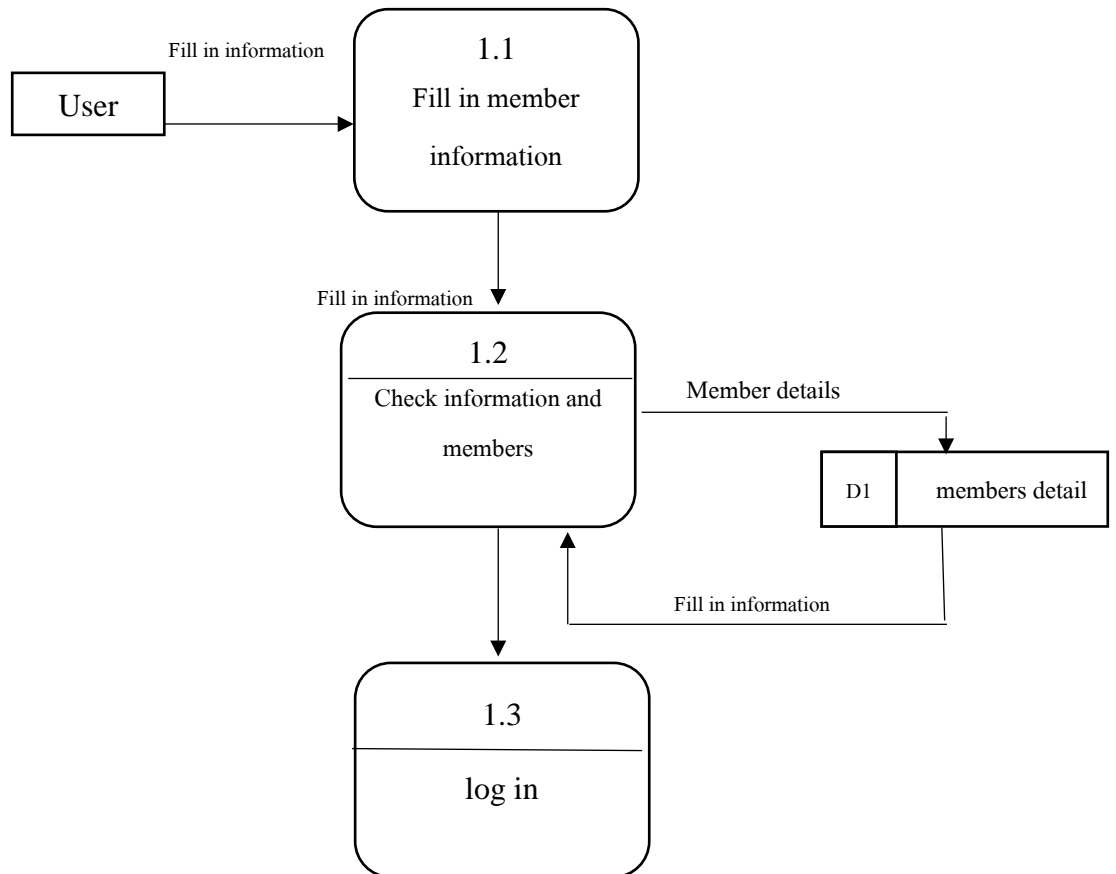 Fill in information
User
1.1
Fill in member
information
Fill in information
1.2
Check information and
members
Member details
D1
members detail
Fill in information
1.3
log in